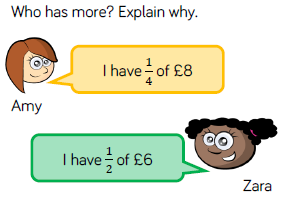 Who has more? Explain why.
I have 1/4 of £8
Amy
I have 1/2 of £6
Zara